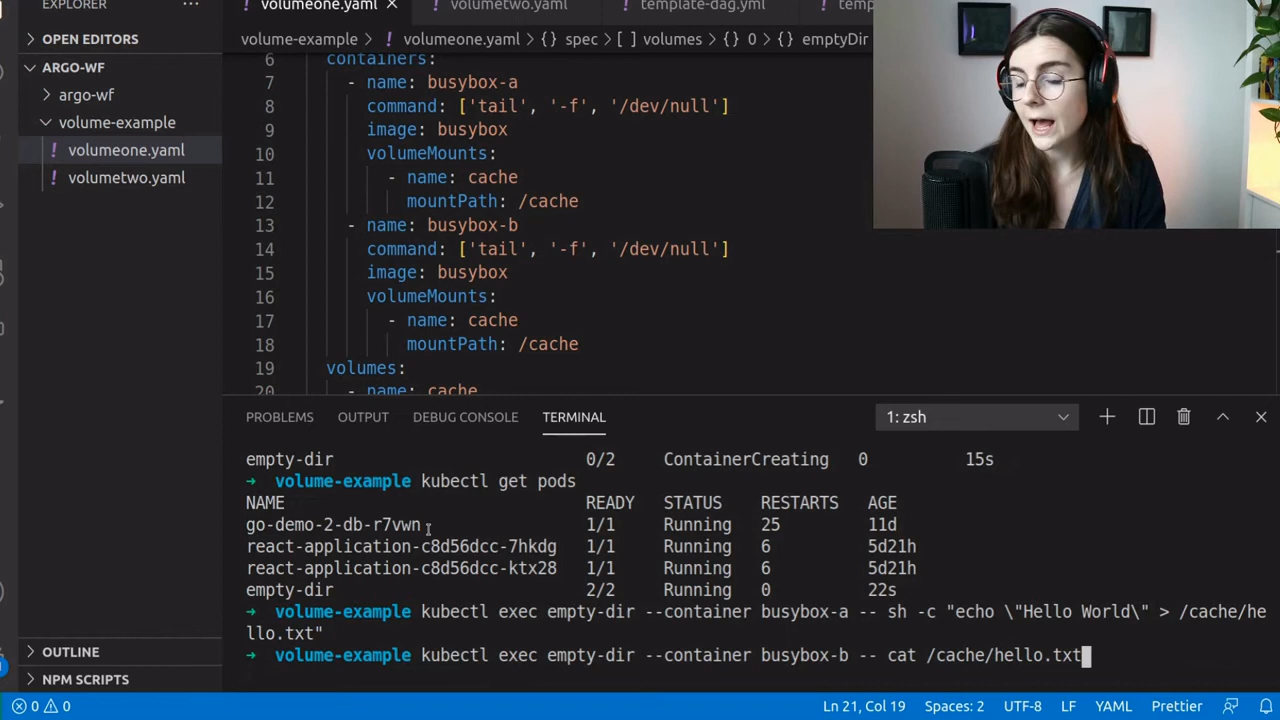 volumeone.yaml
volumetwo.yaml
template-dag.yml
EXPLORER
OPEN EDITORS
ARGO-WF
argo-wf
volume-example
volumeone.yaml
volumetwo.yaml
OUTLINE
NPM SCRIPTS
volume-example > ! volumeone.yaml > {} spec > [ ] volumes > {} 0 > {} emptyDir
6 containers:
7 - name: busybox-a
8 command: ['tail', '-f', '/dev/null']
9 image: busybox
10 volumeMounts:
11 - name: cache
12 mountPath: /cache
13 - name: busybox-b
14 command: ['tail', '-f', '/dev/null']
15 image: busybox
16 volumeMounts:
17 - name: cache
18 mountPath: /cache
19 volumes:
20 - name: cache
PROBLEMS OUTPUT DEBUG CONSOLE TERMINAL 1: zsh
empty-dir 0/2 ContainerCreating 0 15s
➜ volume-example kubectl get pods
NAME READY STATUS RESTARTS AGE
go-demo-2-db-r7vwn 1/1 Running 25 11d
react-application-c8d56dcc-7hkdg 1/1 Running 6 5d21h
react-application-c8d56dcc-ktx28 1/1 Running 6 5d21h
empty-dir 2/2 Running 0 22s
➜ volume-example kubectl exec empty-dir --container busybox-a -- sh -c "echo \"Hello World\" > /cache/he
llo.txt"
➜ volume-example kubectl exec empty-dir --container busybox-b -- cat /cache/hello.txt
0 0 Ln 21, Col 19 Spaces: 2 UTF-8 LF YAML Prettier